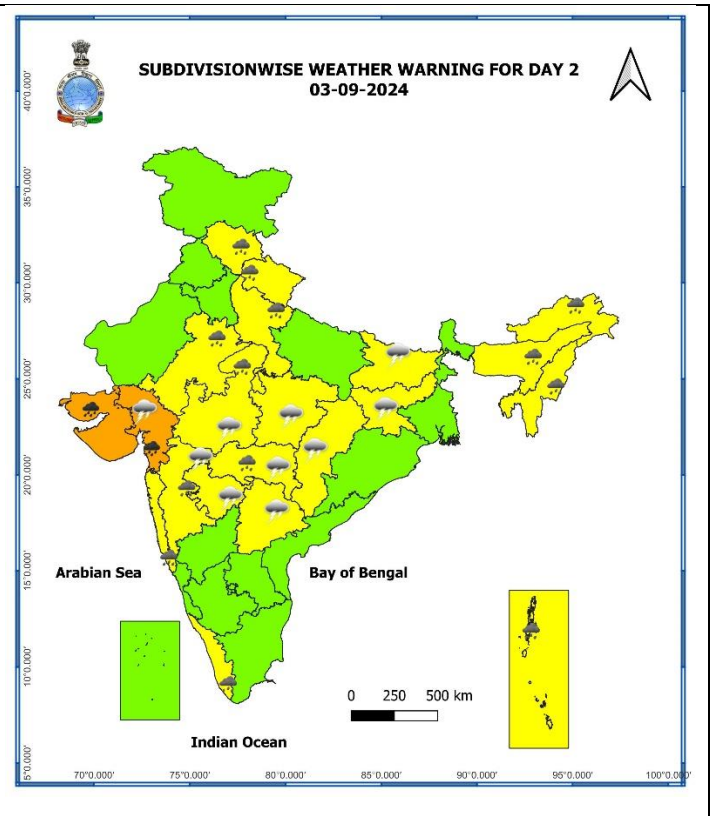 SUBDIVISIONWISE WEATHER WARNING FOR DAY 2
03-09-2024
40°0.000'
35°0.000'
30°0.000'
25°0.000'
20°0.000'
15°0.000'
10°0.000'
5°0.000'
Arabian Sea
Bay of Bengal
0 250 500 km
Indian Ocean
70°0.000' 75°0.000' 80°0.000' 85°0.000' 90°0.000' 95°0.000' 100°0.000'